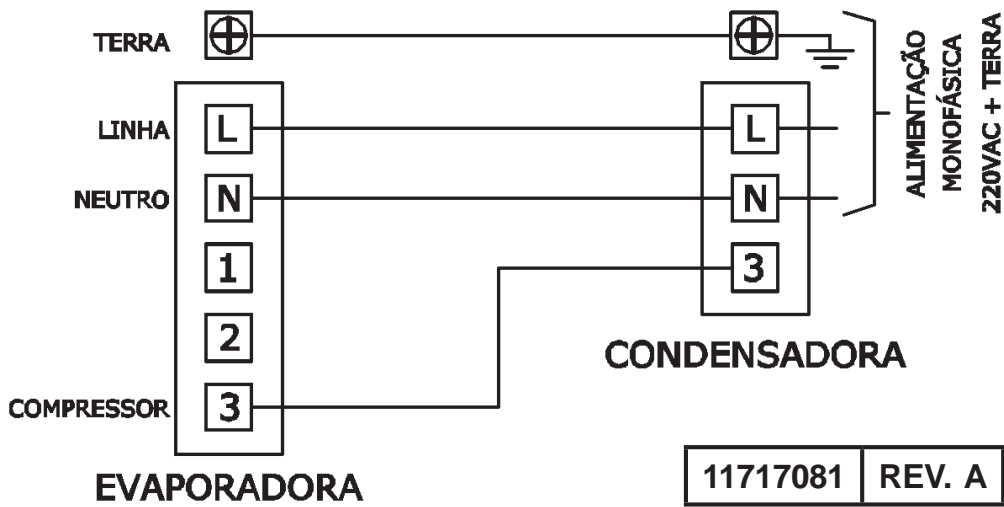 TERRA
LINHA
L
L
NEUTRO
N
N
1
3
2
COMPRESSOR
3
EVAPORADORA
CONDENSADORA
ALIMENTAÇÃO
MONOFÁSICA
220VAC + TERRA
11717081
REV. A